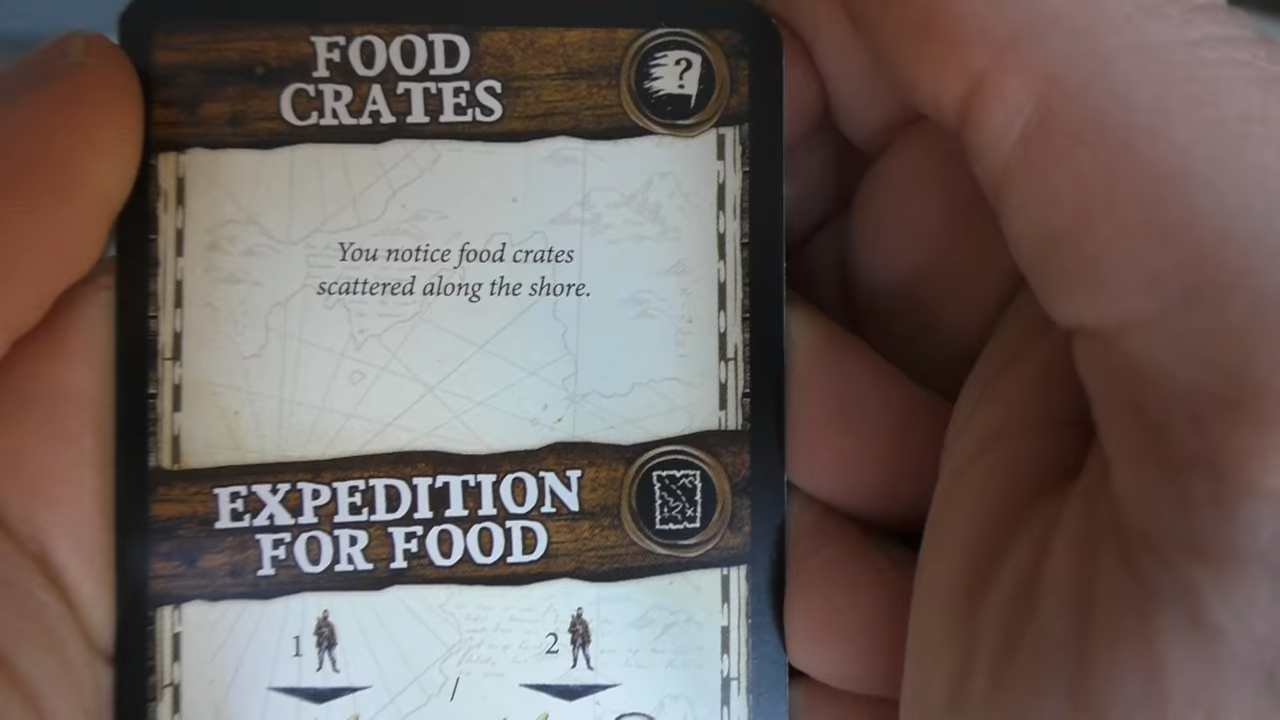 FOOD
CRATES
?
You notice food crates
scattered along the shore.
EXPEDITION
FOR FOOD
1 / 2